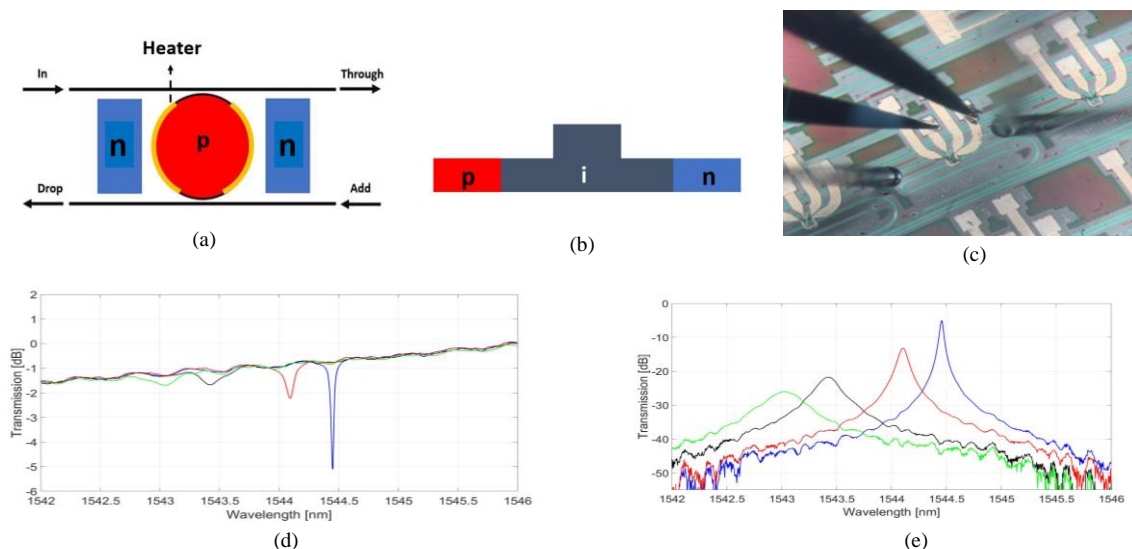 Heater
In
Through
n
p
n
Drop
Add
(a)
p
i
n
(b)
(c)
2
1
0
-1
-2
-3
-4
-5
-6
Transmission [dB]
1542 1542.5 1543 1543.5 1544 1544.5 1545 1545.5 1546
Wavelength [nm]
(d)
0
-10
-20
-30
-40
-50
Transmission [dB]
1542 1542.5 1543 1543.5 1544 1544.5 1545 1545.5 1546
Wavelength [nm]
(e)